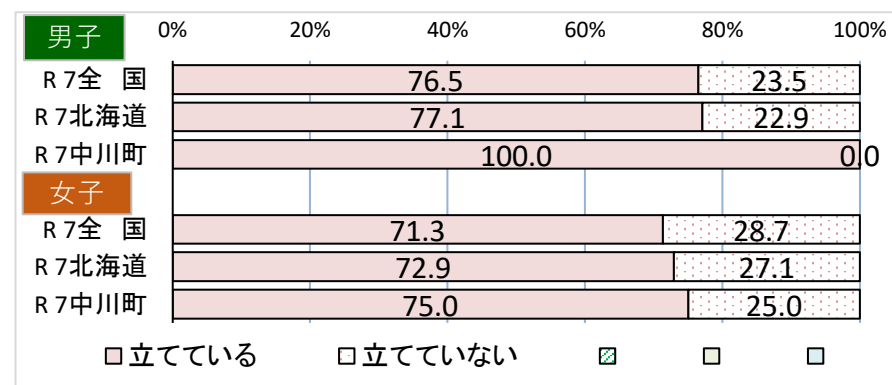 男子 0% 20% 40% 60% 80% 100%
R7全 国 76.5 23.5
R7北海道 77.1 22.9
R7中川町 100.0 0.0
女子
R7全 国 71.3 28.7
R7北海道 72.9 27.1
R7中川町 75.0 25.0
立てている 立てていない